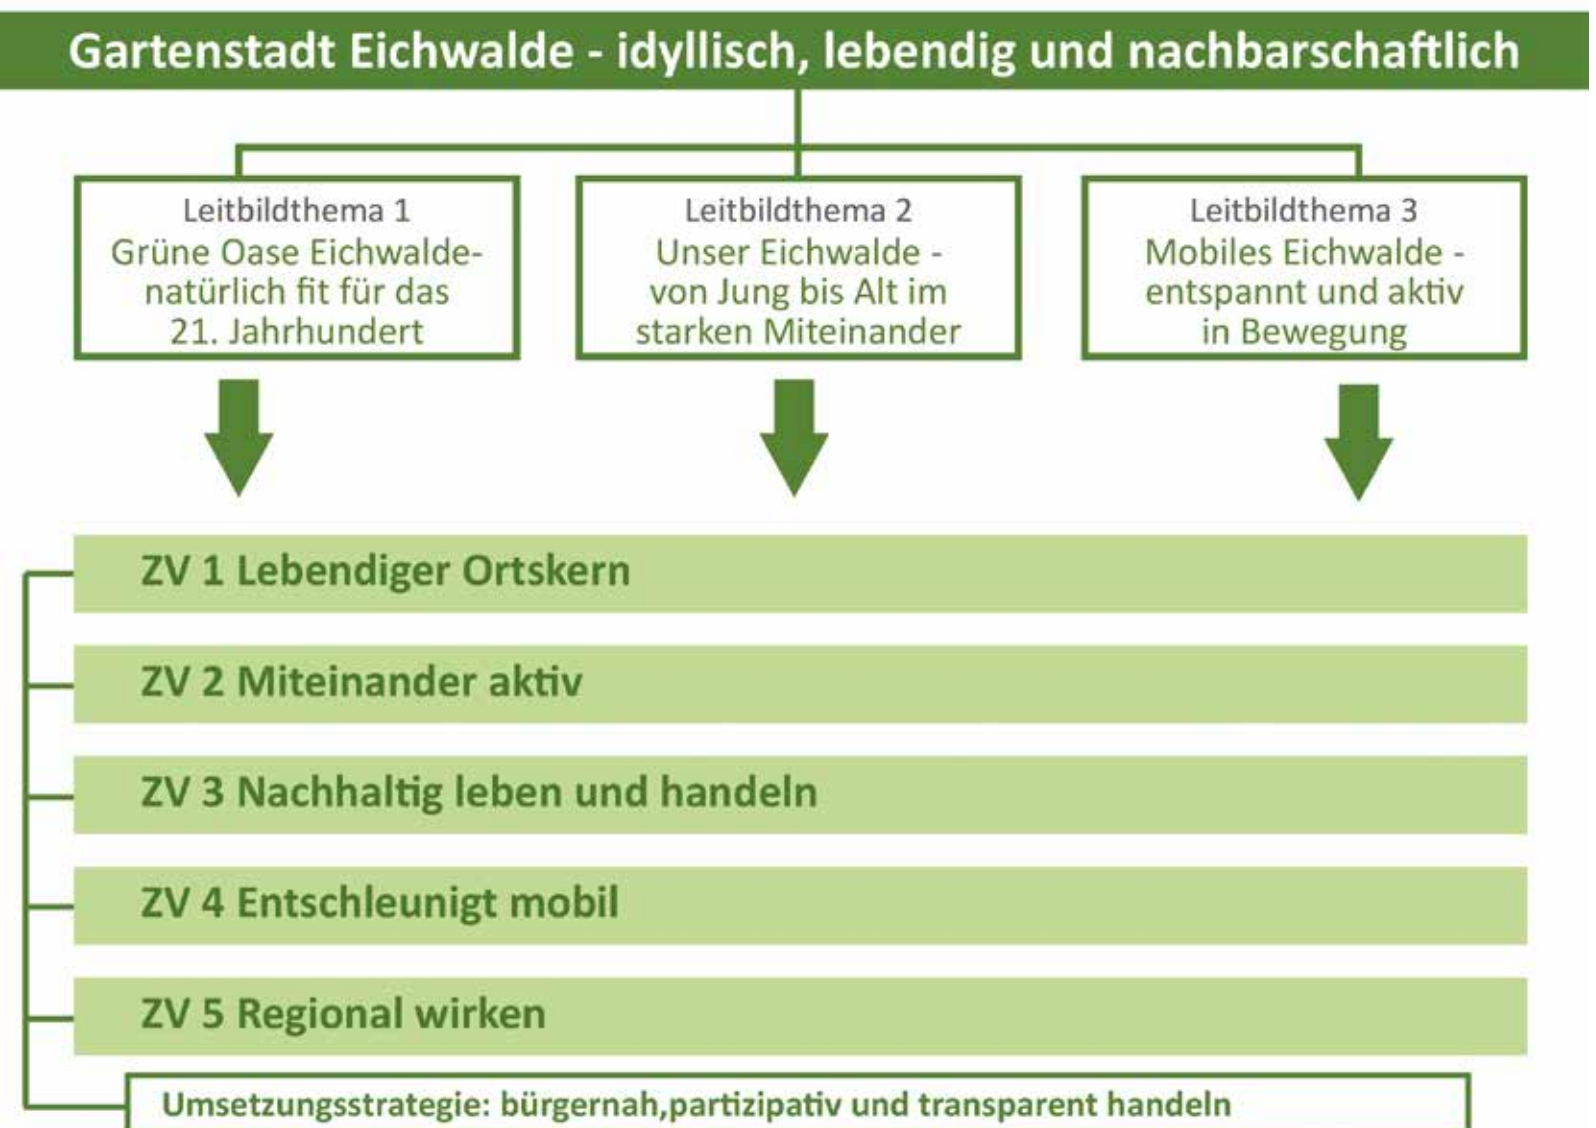 Gartenstadt Eichwalde - idyllisch, lebendig und nachbarschaftlich
Leitbildthema 1
Grüne Oase Eichwalde-
natürlich fit für das
21. Jahrhundert
Leitbildthema 2
Unser Eichwalde -
von Jung bis Alt im
starken Miteinander
Leitbildthema 3
Mobiles Eichwalde -
entspannt und aktiv
in Bewegung
ZV 1 Lebendiger Ortskern
ZV 2 Miteinander aktiv
ZV 3 Nachhaltig leben und handeln
ZV 4 Entschleunigt mobil
ZV 5 Regional wirken
Umsetzungsstrategie: bürgernah,partizipativ und transparent handeln